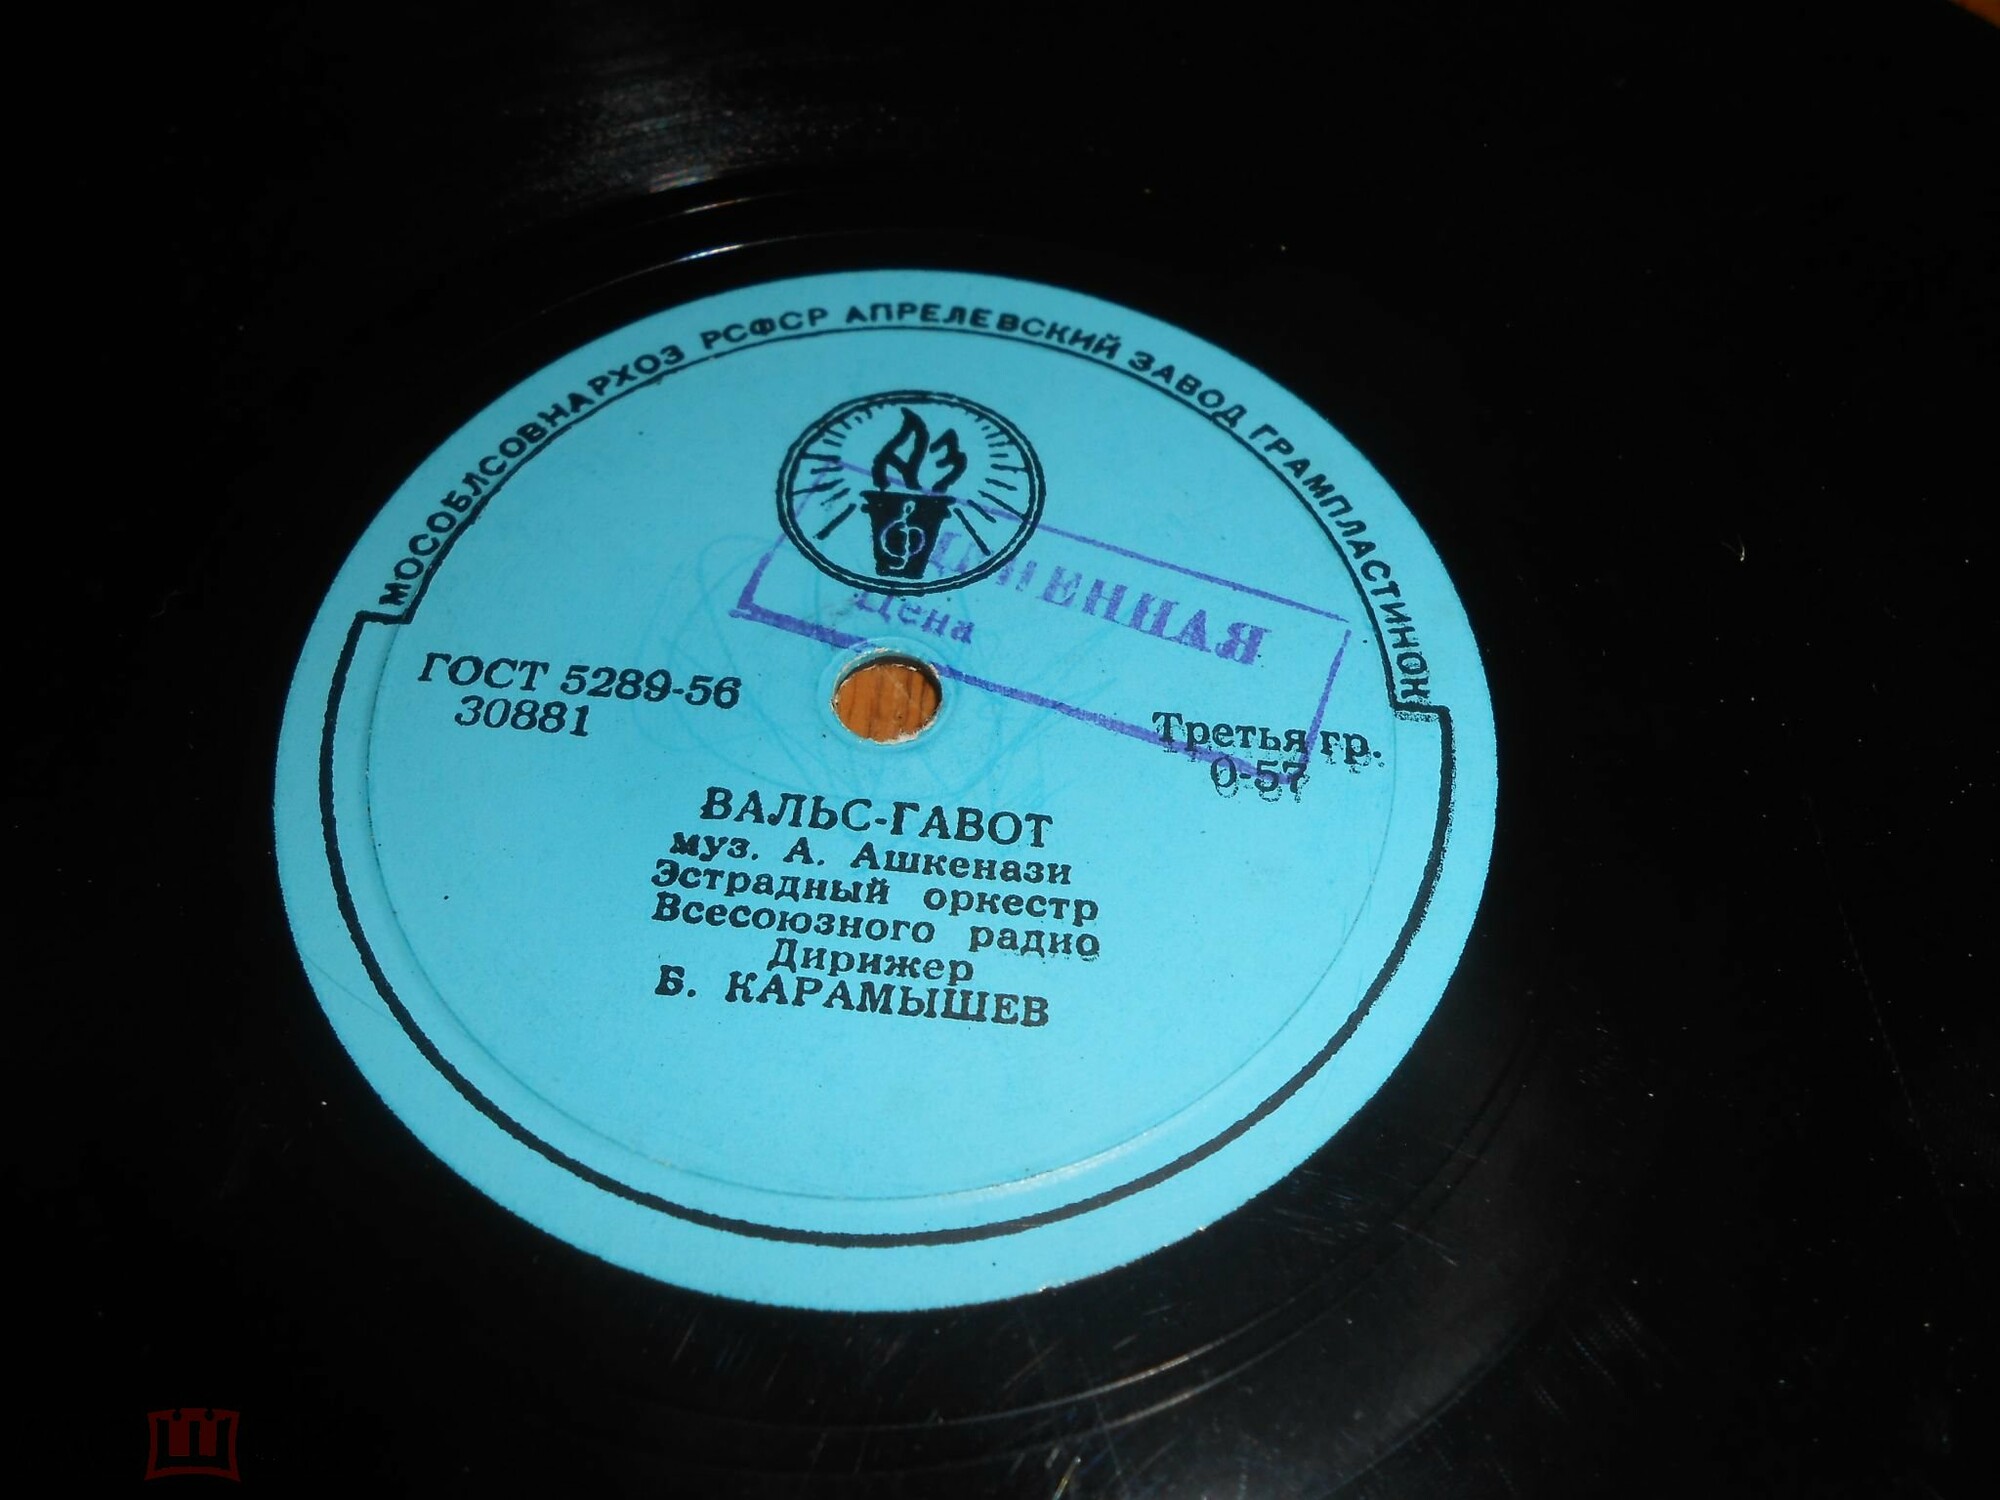 МОСОБЛСОВНАРХОЗ РСФСР АПРЕЛЕВСКИЙ ЗАВОД ГРАМПЛАСТИНОК
АЗ
Цена
ГОСТ 5289-56
30881
Третья гр.
0-57
ВАЛЬС-ГАВОТ
муз. А. Ашкенази
Эстрадный оркестр
Всесоюзного радио
Дирижер
Б. КАРАМЫШЕВ